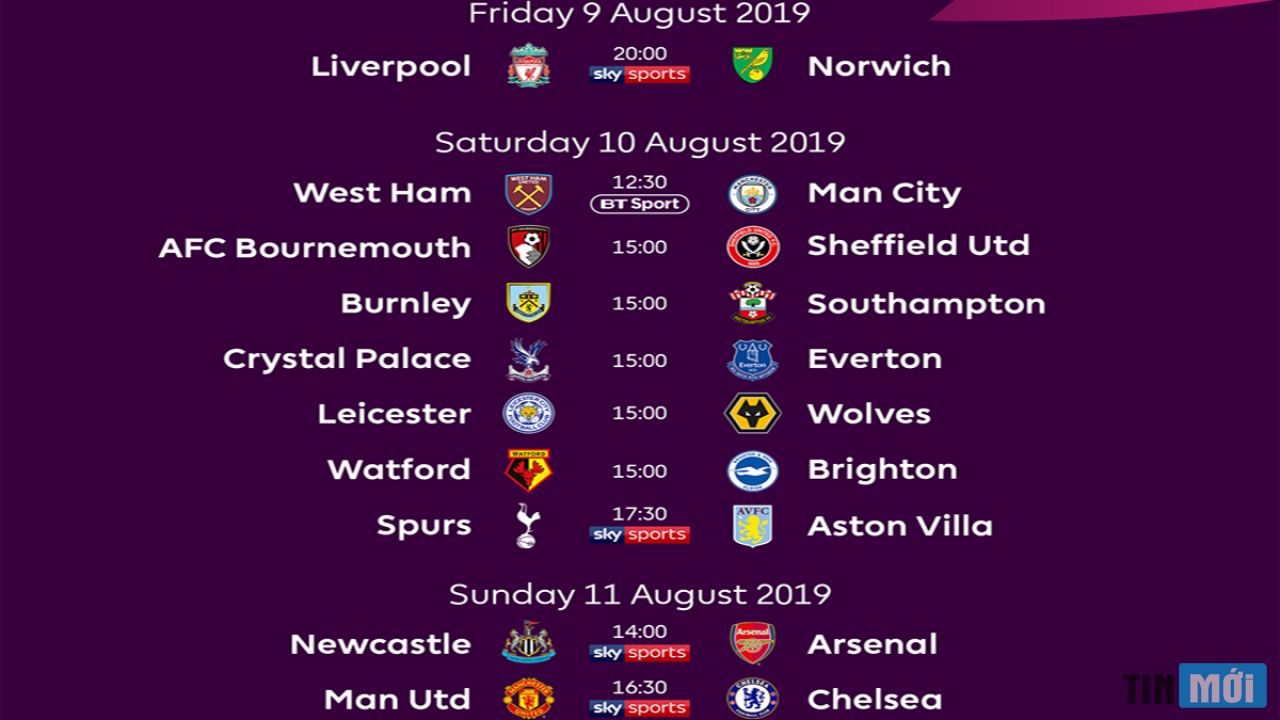 Friday 9 August 2019
Liverpool 20:00 Norwich
sky sports
Saturday 10 August 2019
West Ham 12:30 Man City
BT Sport
AFC Bournemouth 15:00 Sheffield Utd
Burnley 15:00 Southampton
Crystal Palace 15:00 Everton
Leicester 15:00 Wolves
Watford 15:00 Brighton
Spurs 17:30 Aston Villa
sky sports
Sunday 11 August 2019
Newcastle 14:00 Arsenal
sky sports
Man Utd 16:30 Chelsea
sky sports
TIN MỚI